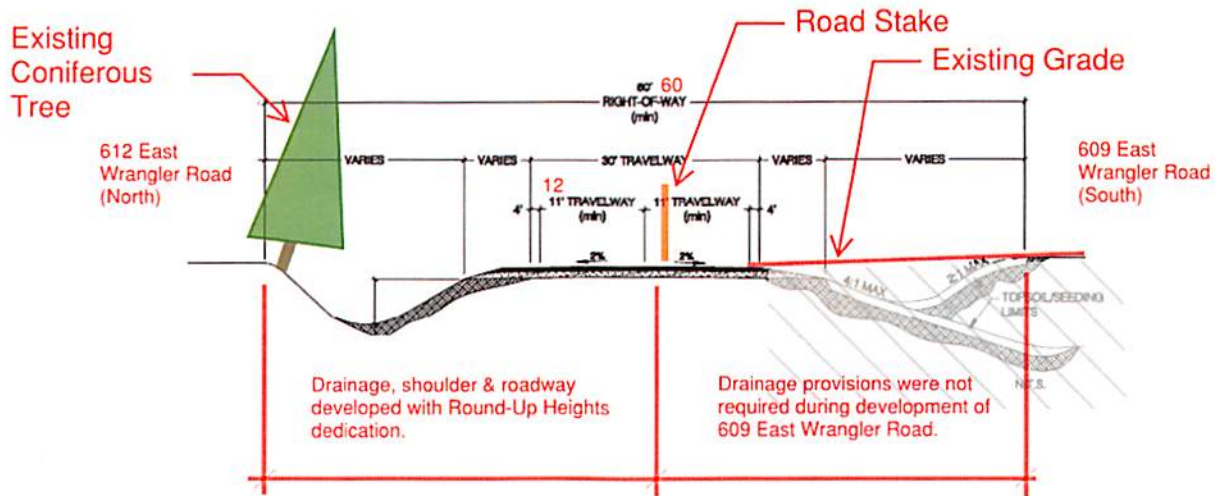 Existing
Coniferous
Tree
Road Stake
Existing Grade
60' 60
RIGHT-OF-WAY
(min)
612 East
Wrangler Road
(North)
609 East
Wrangler Road
(South)
VARIES
VARIES
30' TRAVELWAY
VARIES
VARIES
12
4'
11' TRAVELWAY
(min)
11' TRAVELWAY
(min)
4'
2%
2%
4:1 MAX
2:1 MAX
TOPSOIL/SEEDING
LIMITS
N.T.S.
Drainage, shoulder & roadway
developed with Round-Up Heights
dedication.
Drainage provisions were not
required during development of
609 East Wrangler Road.